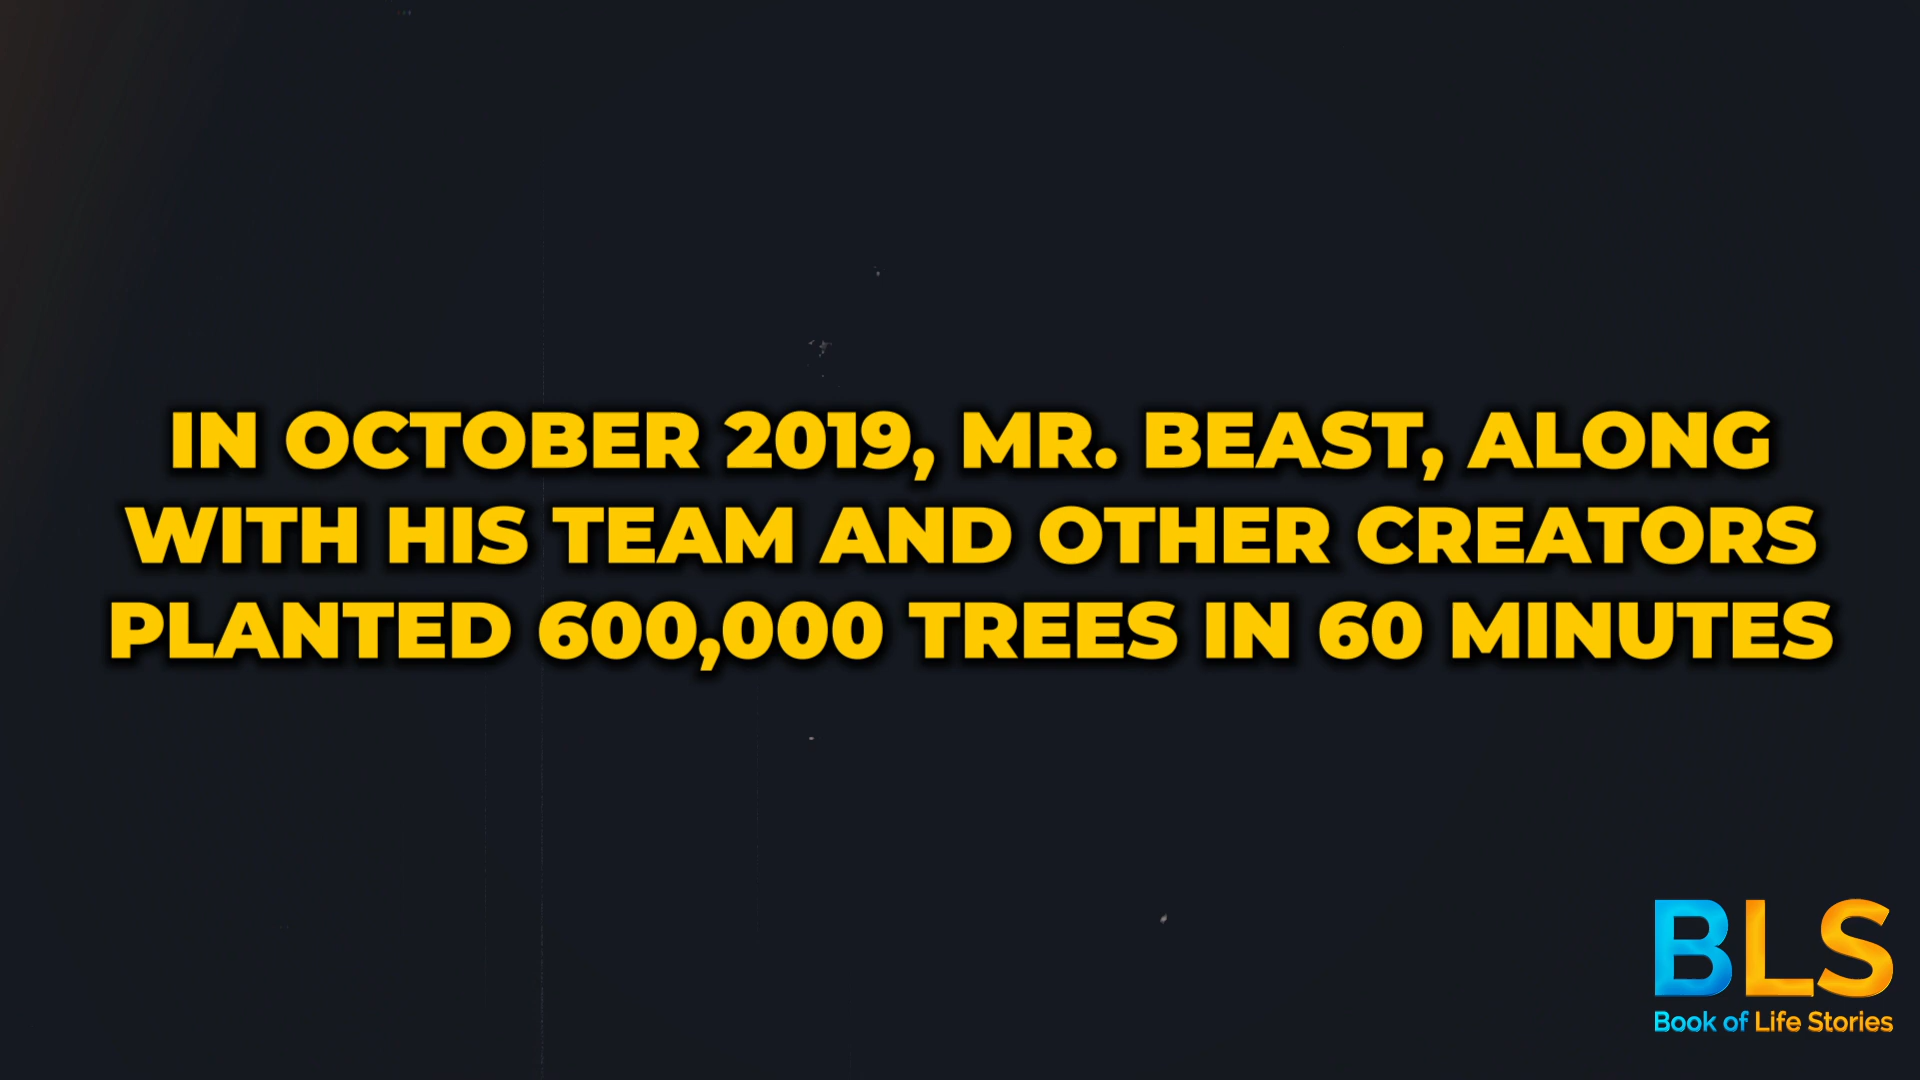 IN OCTOBER 2019, MR. BEAST, ALONG
WITH HIS TEAM AND OTHER CREATORS
PLANTED 600,000 TREES IN 60 MINUTES
BLS
Book of Life Stories